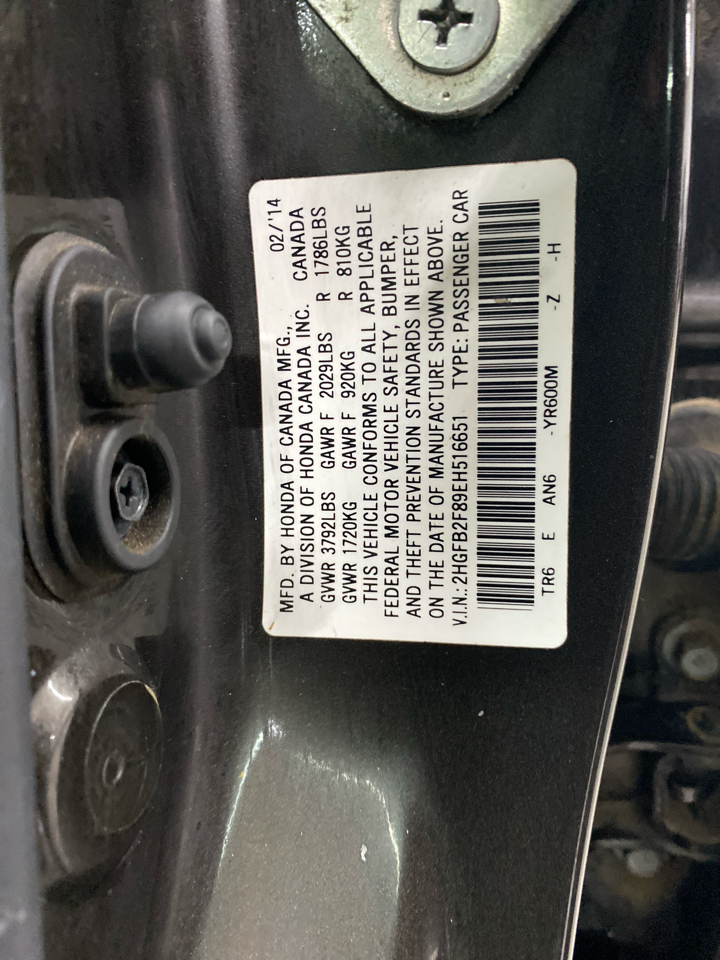 MFD. BY HONDA OF CANADA MFG., 02/'14
A DIVISION OF HONDA CANADA INC. CANADA
GVWR 3792LBS GAWR F 2029LBS R 1786LBS
GVWR 1720KG GAWR F 920KG R 810KG
THIS VEHICLE CONFORMS TO ALL APPLICABLE
FEDERAL MOTOR VEHICLE SAFETY, BUMPER,
AND THEFT PREVENTION STANDARDS IN EFFECT
ON THE DATE OF MANUFACTURE SHOWN ABOVE.
V.I.N.: 2HGFB2F89EH516651 TYPE: PASSENGER CAR
TR6 E AN6 -YR600M -Z -H